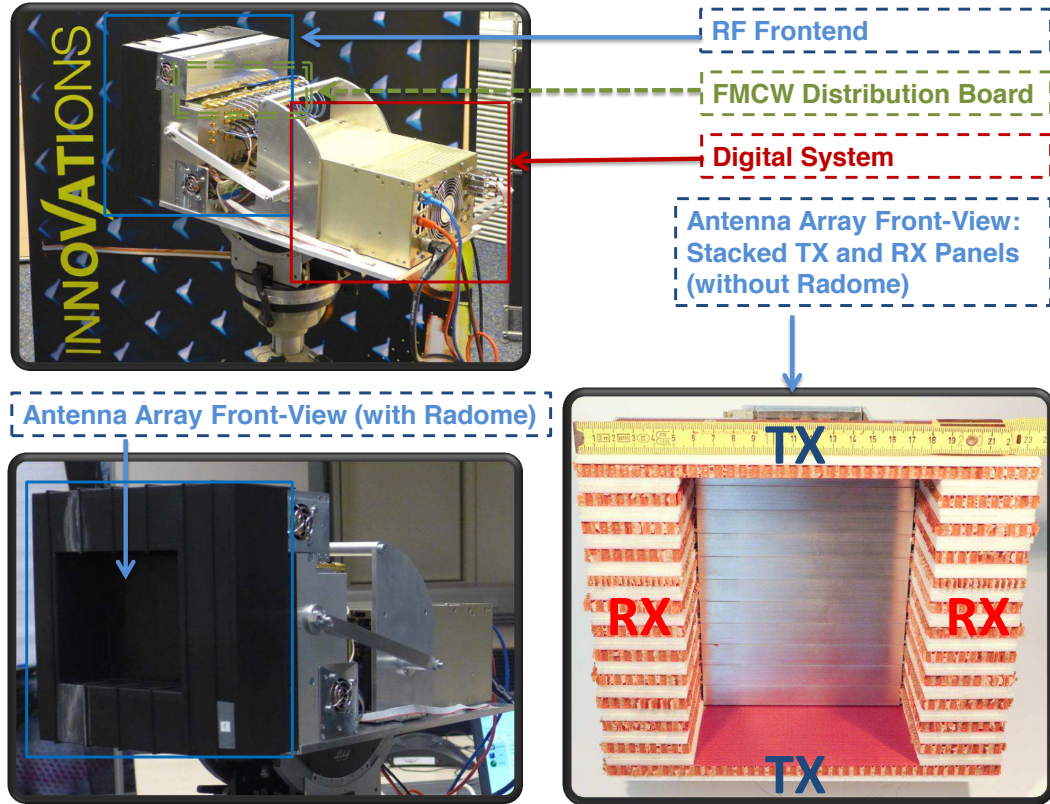 INNOVATIONS
RF Frontend
FMCW Distribution Board
Digital System
Antenna Array Front-View:
Stacked TX and RX Panels
(without Radome)
Antenna Array Front-View (with Radome)
TX
RX
RX
TX